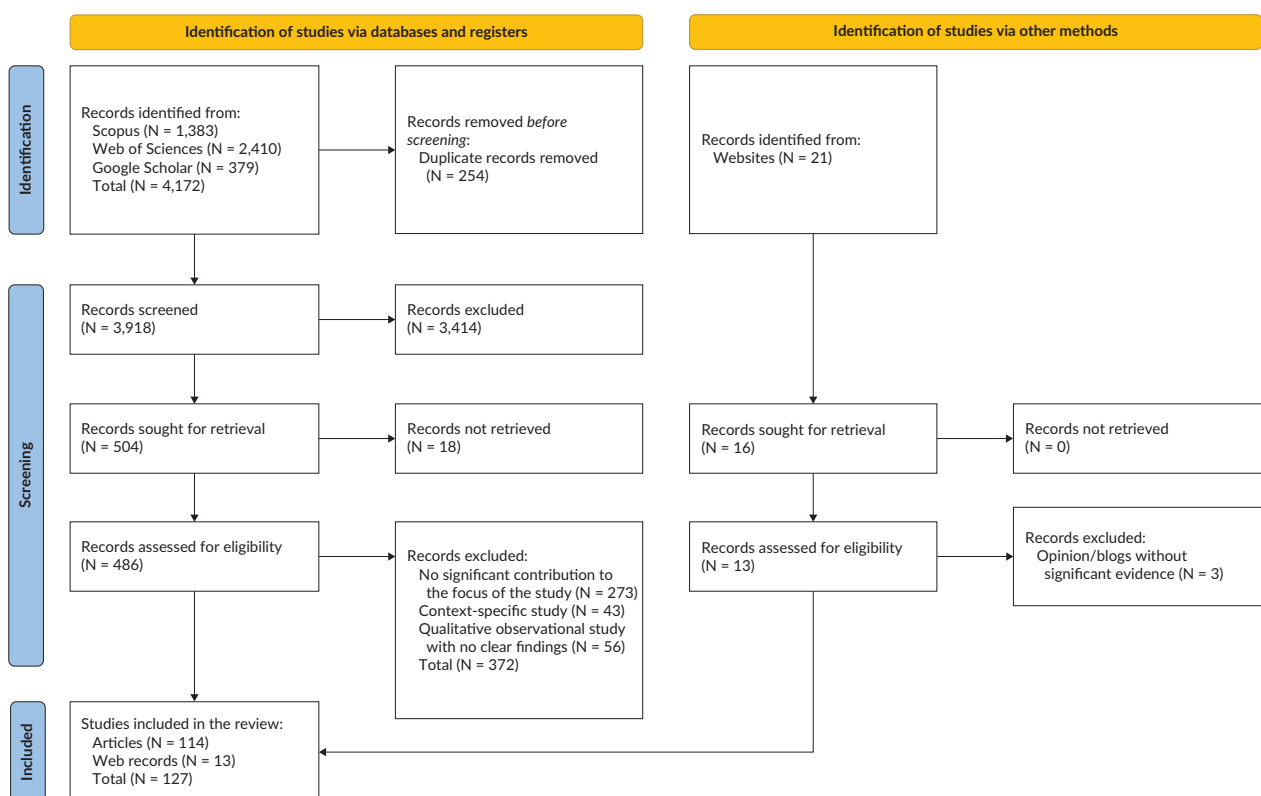 Identification of studies via databases and registers
Identification of studies via other methods
Identification
Records identified from:
Scopus (N = 1,383)
Web of Sciences (N = 2,410)
Google Scholar (N = 379)
Total (N = 4,172)
Records removed before
screening:
Duplicate records removed
(N = 254)
Records identified from:
Websites (N = 21)
Screening
Records screened
(N = 3,918)
Records excluded
(N = 3,414)
Records sought for retrieval
(N = 504)
Records not retrieved
(N = 18)
Records sought for retrieval
(N = 16)
Records not retrieved
(N = 0)
Records assessed for eligibility
(N = 486)
Records excluded:
No significant contribution to
the focus of the study (N = 273)
Context-specific study (N = 43)
Qualitative observational study
with no clear findings (N = 56)
Total (N = 372)
Records assessed for eligibility
(N = 13)
Records excluded:
Opinion/blogs without
significant evidence (N = 3)
Included
Studies included in the review:
Articles (N = 114)
Web records (N = 13)
Total (N = 127)